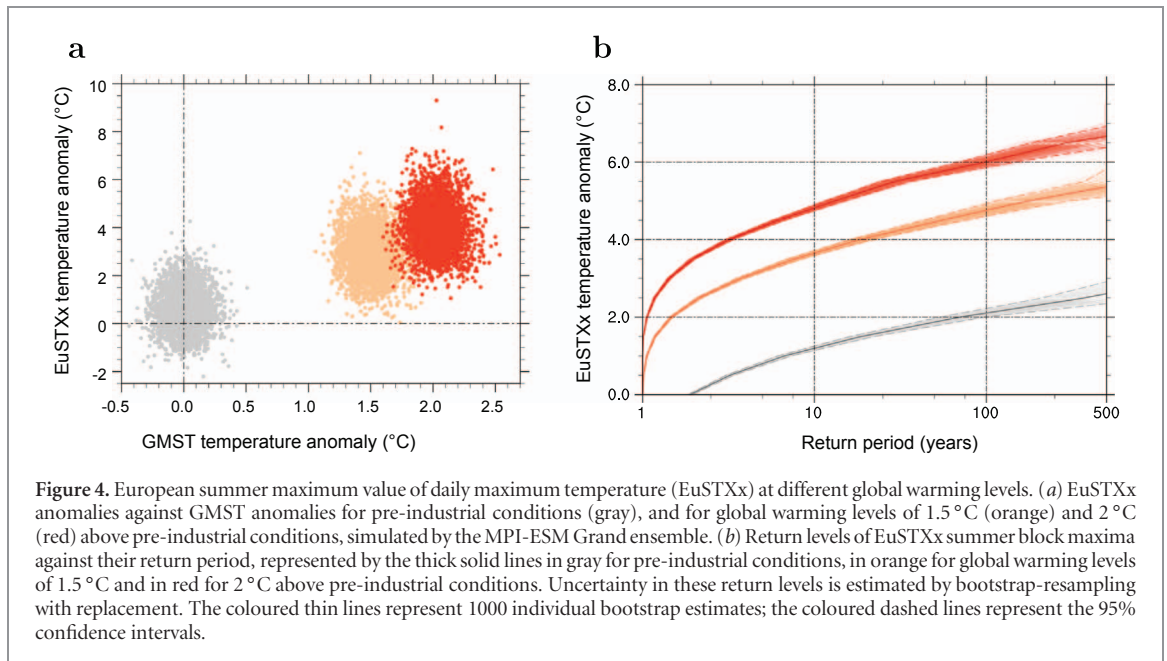 a
b
EuSTXx temperature anomaly (°C)
10
8
6
4
2
0
-2
-0.5
0.0
0.5
1.0
1.5
2.0
2.5
GMST temperature anomaly (°C)
EuSTXx temperature anomaly (°C)
8.0
6.0
4.0
2.0
0.0
1
10
100
500
Return period (years)
Figure 4. European summer maximum value of daily maximum temperature (EuSTXx) at different global warming levels. (a) EuSTXx
anomalies against GMST anomalies for pre-industrial conditions (gray), and for global warming levels of 1.5 °C (orange) and 2 °C
(red) above pre-industrial conditions, simulated by the MPI-ESM Grand ensemble. (b) Return levels of EuSTXx summer block maxima
against their return period, represented by the thick solid lines in gray for pre-industrial conditions, in orange for global warming levels
of 1.5 °C and in red for 2 °C above pre-industrial conditions. Uncertainty in these return levels is estimated by bootstrap-resampling
with replacement. The coloured thin lines represent 1000 individual bootstrap estimates; the coloured dashed lines represent the 95%
confidence intervals.